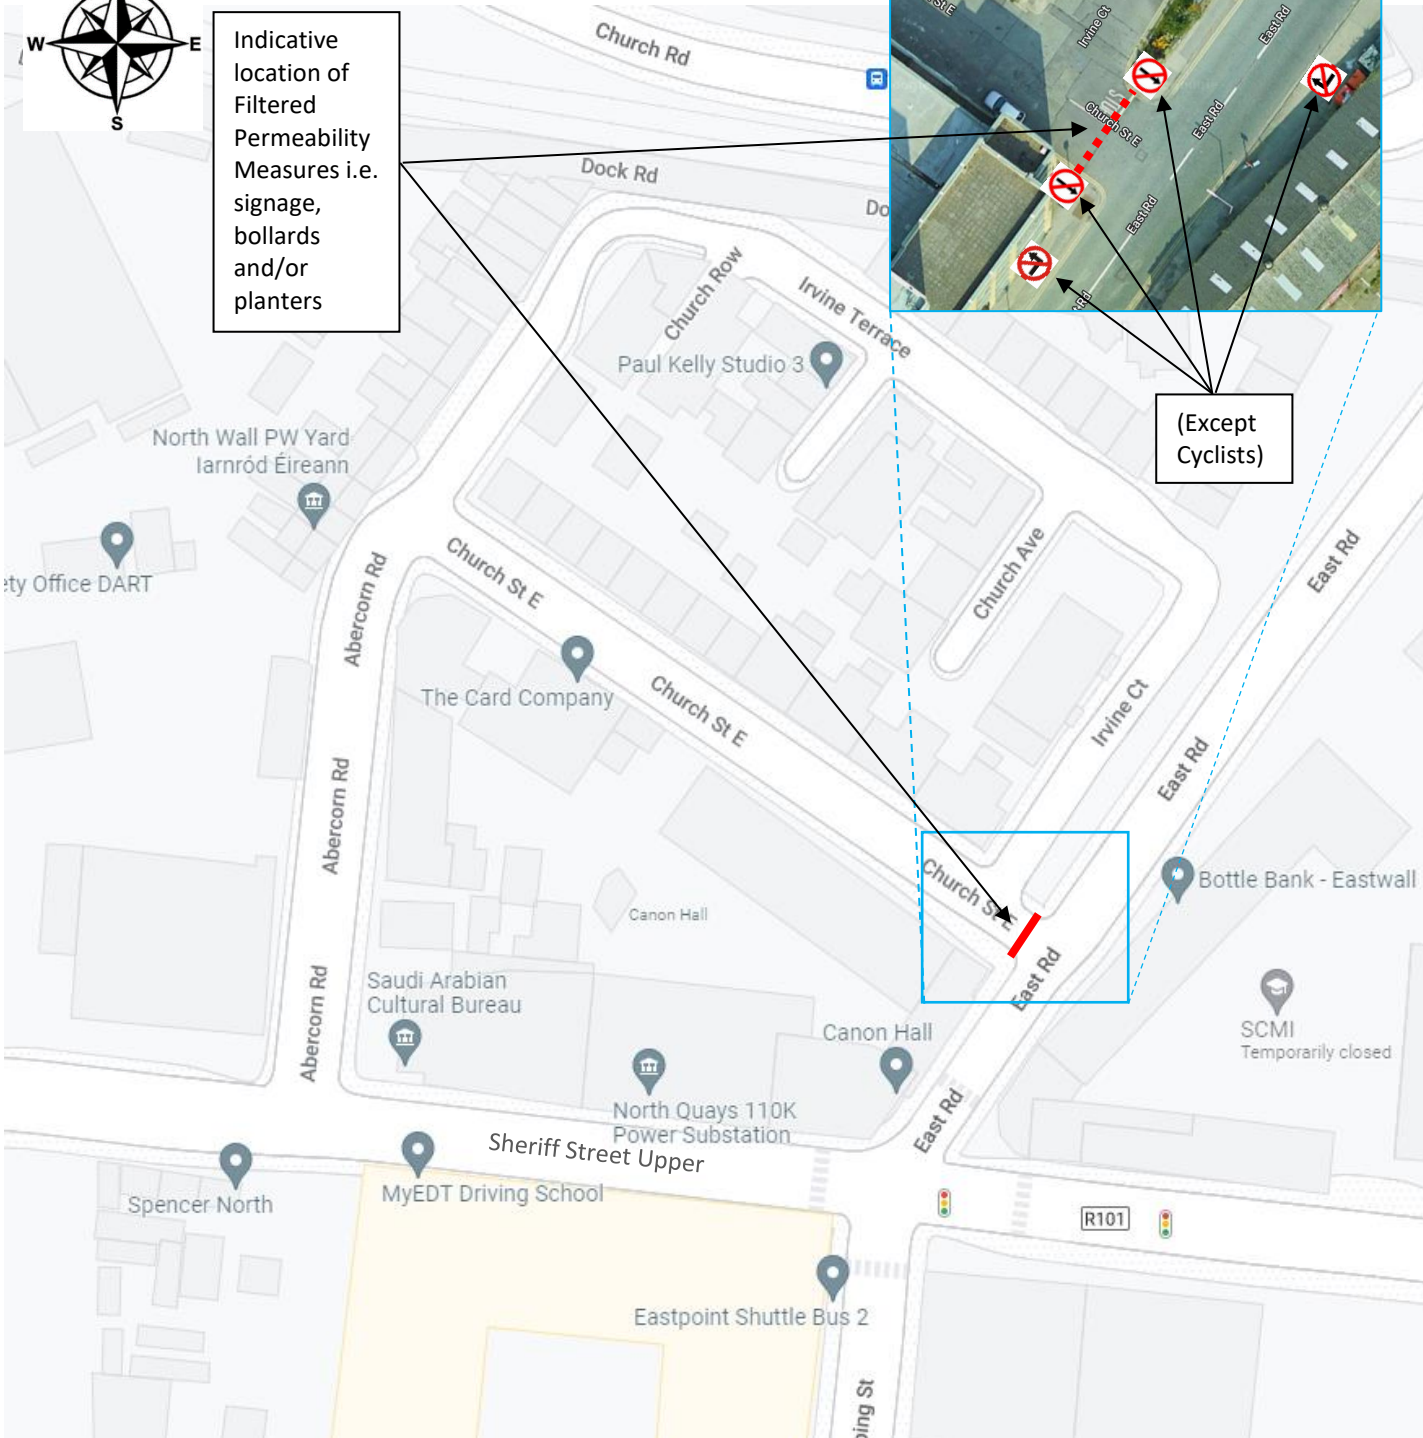 W
E
S
Indicative
location of
Filtered
Permeability
Measures i.e.
signage,
bollards
and/or
planters
Church Rd
St E
Irvine Ct
East Rd
Church St E
East Rd
East Rd
Rd
Dock Rd
Do
Church Row
Irvine Terrace
Paul Kelly Studio 3
(Except
Cyclists)
North Wall PW Yard
Iarnród Éireann
ety Office DART
Abercorn Rd
Church St E
Church Ave
East Rd
The Card Company
Church St E
Irvine Ct
East Rd
Abercorn Rd
Church St E
Bottle Bank - Eastwall
Canon Hall
East Rd
Abercorn Rd
Saudi Arabian
Cultural Bureau
Canon Hall
SCMI
Temporarily closed
North Quays 110K
Power Substation
East Rd
Sheriff Street Upper
Spencer North
MyEDT Driving School
R101
Eastpoint Shuttle Bus 2
ping St